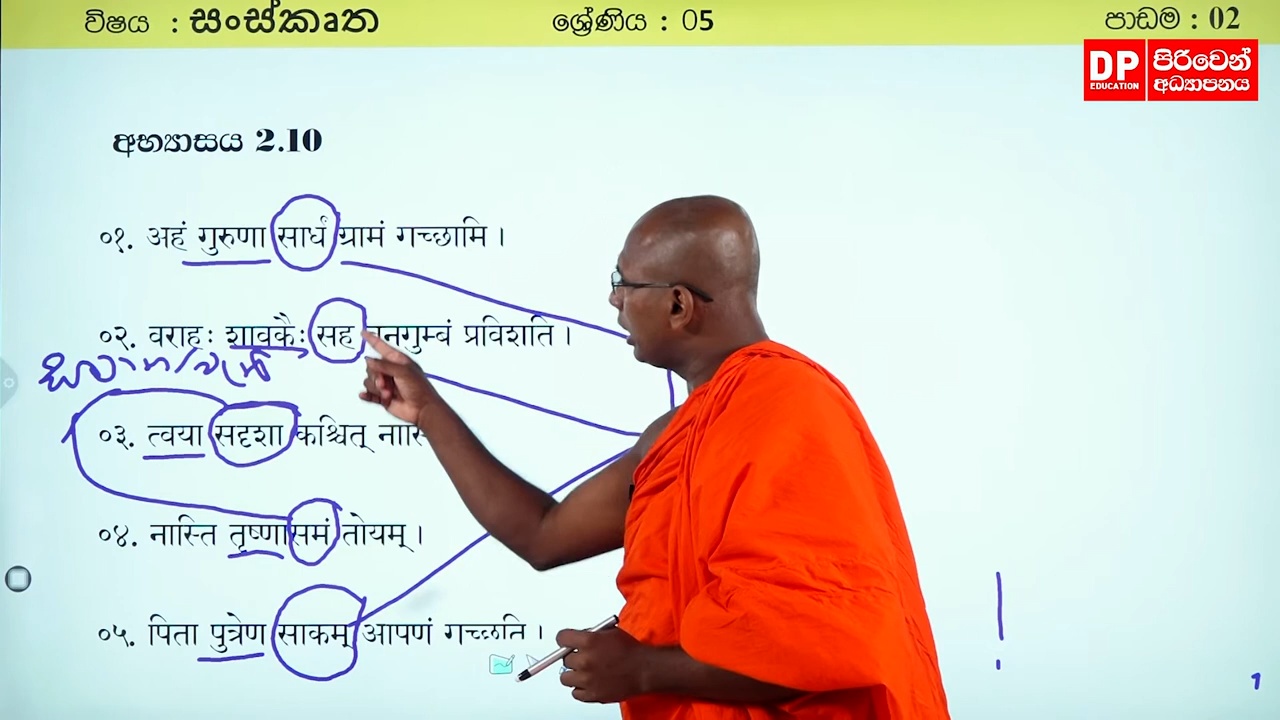 විෂය : සංස්කෘත ශ්‍රේණිය : 05 පාඩම : 02
DP EDUCATION පිරිවෙන් අධ්‍යාපනය
අභ්‍යාසය 2.10
०१. अहं गुरुणा सार्धं ग्रामं गच्छामि ।
०२. वराहः शावकैः सह वनगुम्बं प्रविशति ।
සමානාර්ථ
०३. त्वया सदृशा कश्चित्
०४. नास्ति तृष्णासमं तोयम् ।
०५. पिता पुत्रेण साकम् आपणं गच्छति ।
1